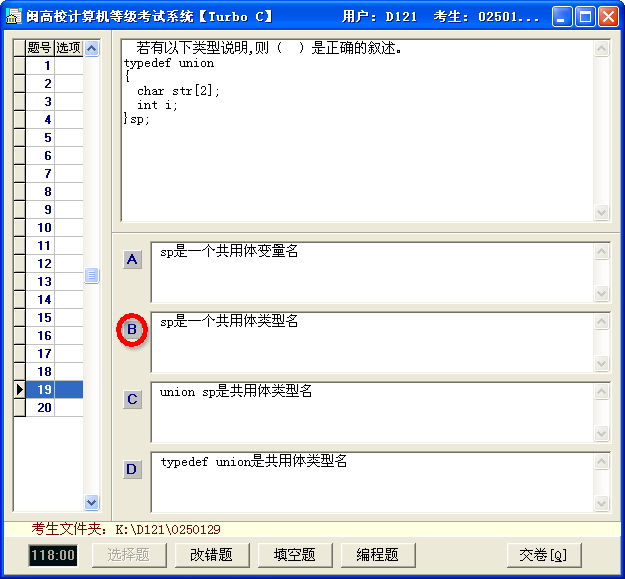 闽高校计算机等级考试系统【Turbo C】 用户: D121 考生: 02501...
题号 选项
1
2
3
4
5
6
7
8
9
10
11
12
13
14
15
16
17
18
19
20
若有以下类型说明,则（ ）是正确的叙述。
typedef union
{
char str[2];
int i;
}sp;
A sp是一个共用体变量名
B sp是一个共用体类型名
C union sp是共用体类型名
D typedef union是共用体类型名
考生文件夹: K:\D121\0250129
118:00 选择题 改错题 填空题 编程题 交卷[Q]